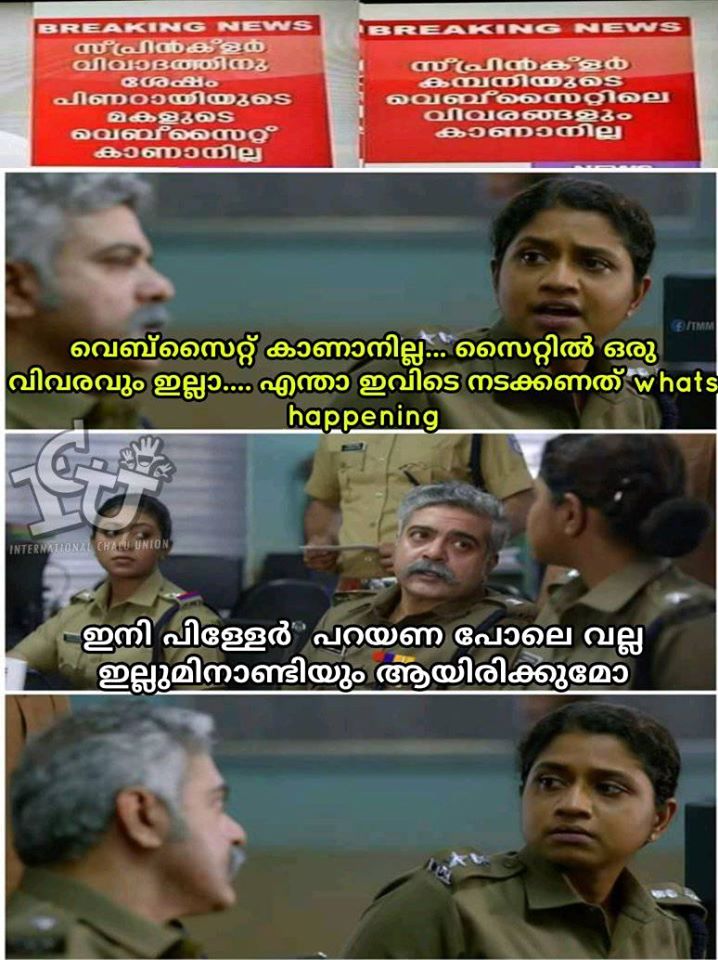 BREAKING NEWS
സ്പ്രിൻക്ളർ
വിവാദത്തിനു
ശേഷം
പിണറായിയുടെ
മകളുടെ
വെബ്സൈറ്റ്
കാണാനില്ല
BREAKING NEWS
സ്പ്രിൻക്ളർ
കമ്പനിയുടെ
വെബ്സൈറ്റിലെ
വിവരങ്ങളും
കാണാനില്ല
/TMM
വെബ്സൈറ്റ് കാണാനില്ല... സൈറ്റിൽ ഒരു
വിവരവും ഇല്ലാ.... എന്താ ഇവിടെ നടക്കണത് whats
happening
ICU
INTERNATIONAL CHALU UNION
ഇനി പിള്ളേർ പറയണ പോലെ വല്ല
ഇല്ലുമിനാണ്ടിയും ആയിരിക്കുമോ